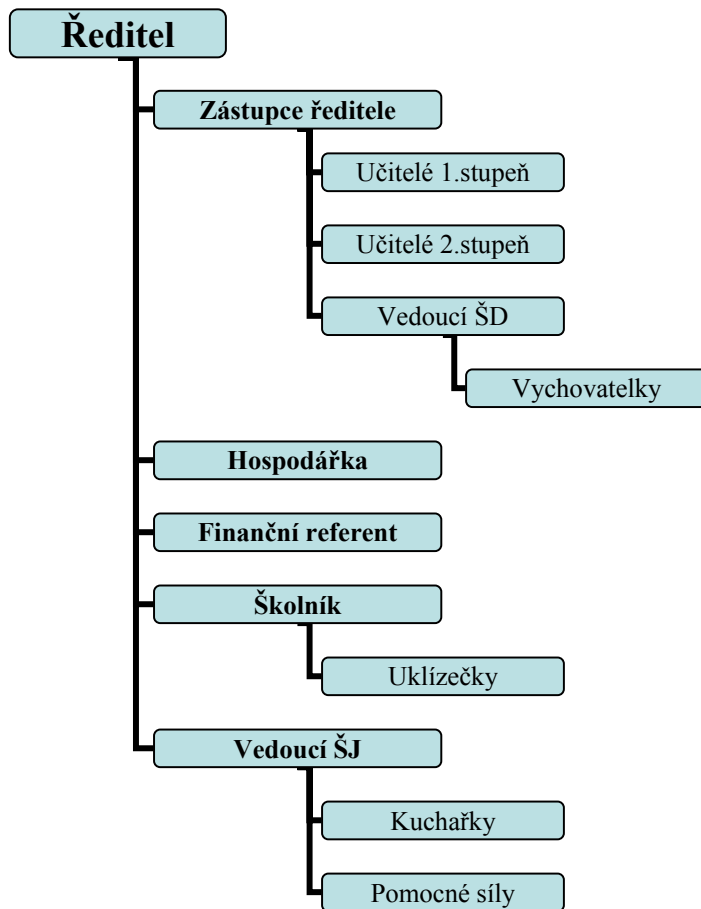 Ředitel
Zástupce ředitele
Učitelé 1.stupeň
Učitelé 2.stupeň
Vedoucí ŠD
Vychovatelky
Hospodářka
Finanční referent
Školník
Uklízečky
Vedoucí ŠJ
Kuchařky
Pomocné síly